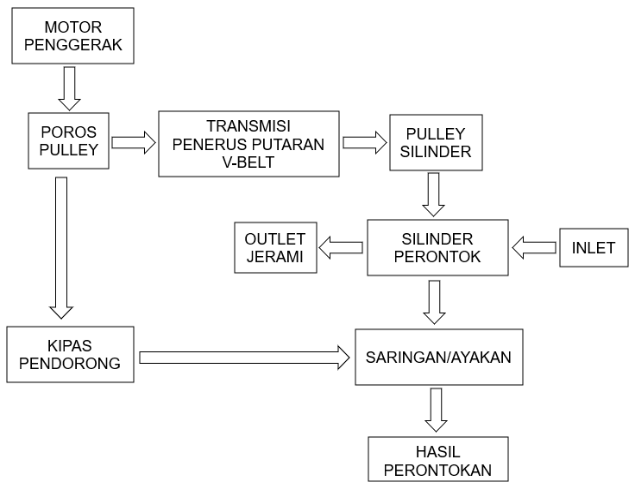 MOTOR
PENGGERAK
POROS
PULLEY
TRANSMISI
PENERUS PUTARAN
V-BELT
PULLEY
SILINDER
OUTLET
JERAMI
SILINDER
PERONTOK
INLET
KIPAS
PENDORONG
SARINGAN/AYAKAN
HASIL
PERONTOKAN